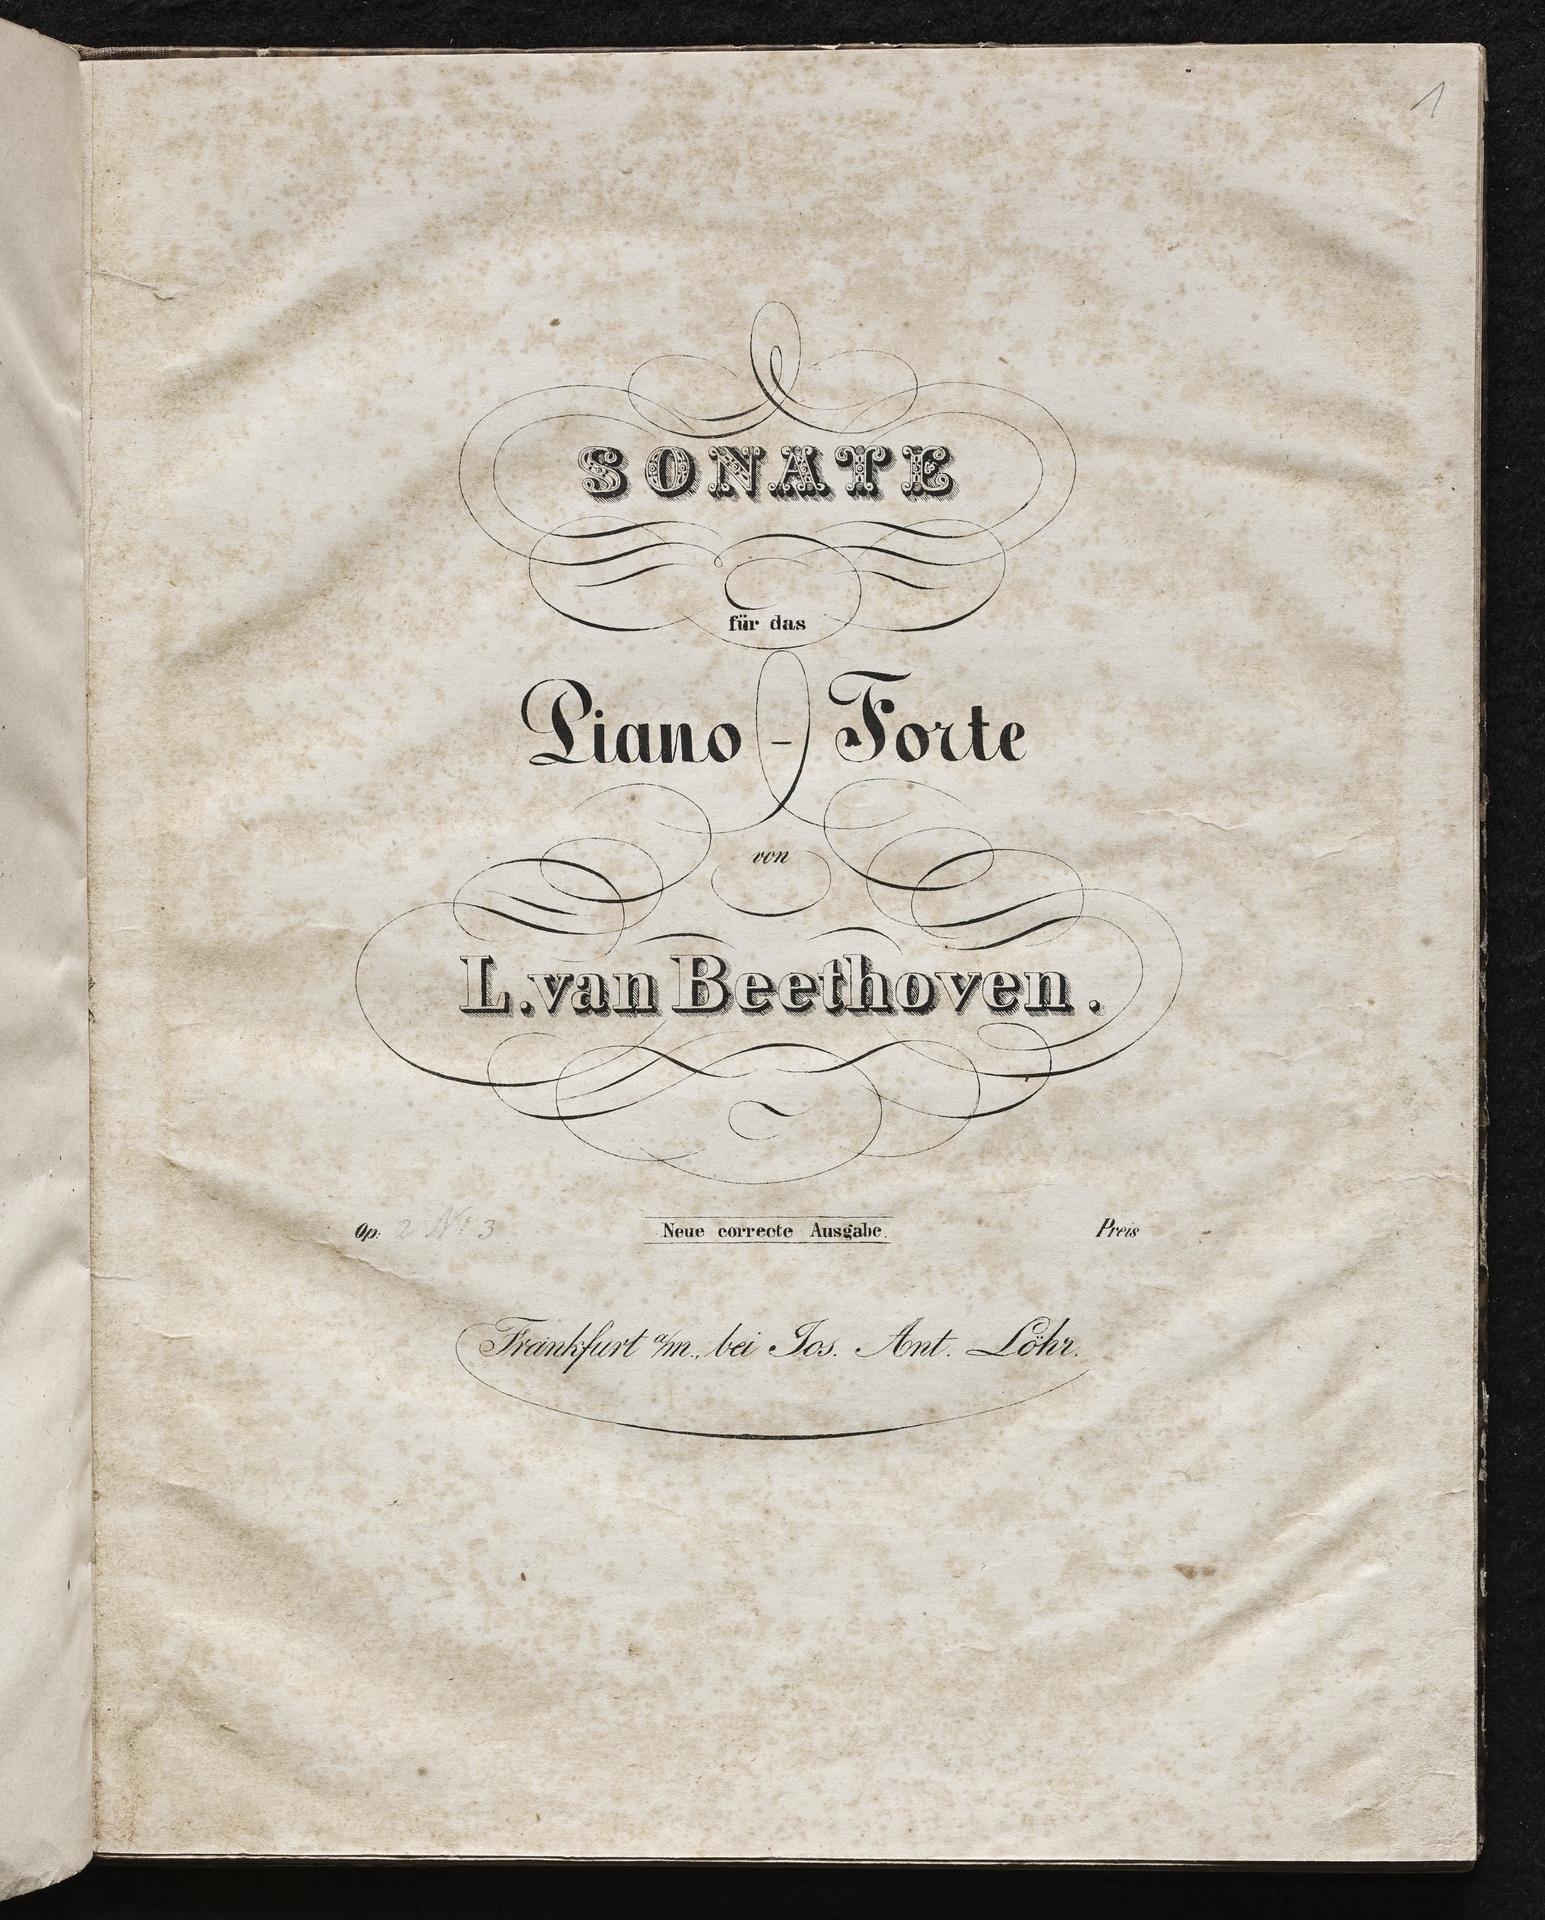 1
SONATE
für das
Piano - Forte
von
L. van Beethoven.
Op: 2 Nº 3 Neue correcte Ausgabe. Preis
Frankfurt a/m., bei Jos. Ant. Löhr.